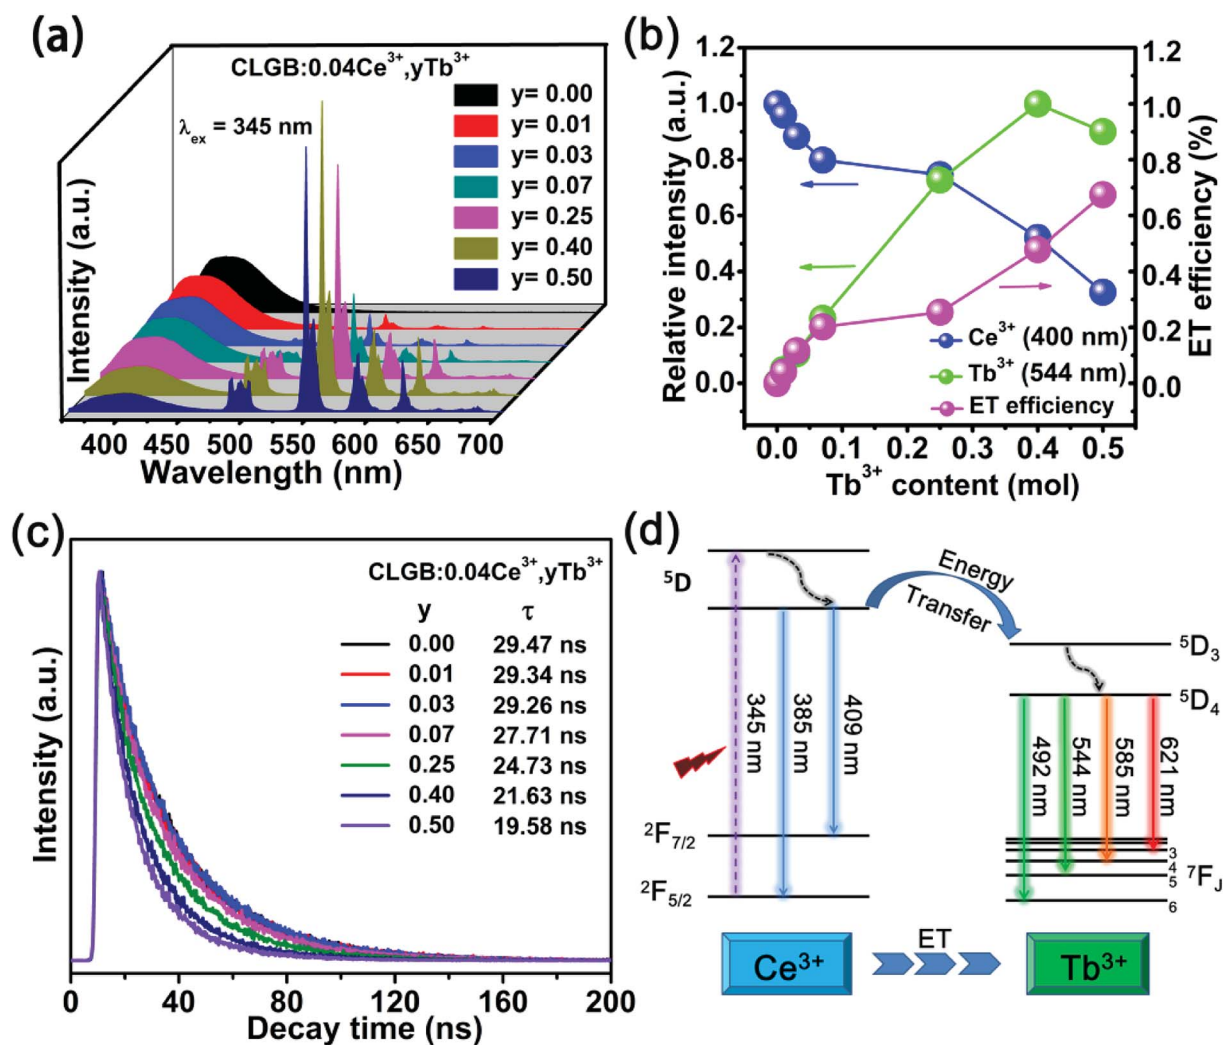 (a)
CLGB:0.04Ce³⁺,yTb³⁺
λex = 345 nm
y= 0.00
y= 0.01
y= 0.03
y= 0.07
y= 0.25
y= 0.40
y= 0.50
Intensity (a.u.)
400 450 500 550 600 650 700
Wavelength (nm)
(b)
Relative intensity (a.u.)
1.2
1.0
0.8
0.6
0.4
0.2
0.0
1.2
1.0
0.8
0.6
0.4
0.2
0.0
ET efficiency (%)
Ce³⁺ (400 nm)
Tb³⁺ (544 nm)
ET efficiency
0.0 0.1 0.2 0.3 0.4 0.5
Tb³⁺ content (mol)
(c)
CLGB:0.04Ce³⁺,yTb³⁺
y τ
0.00 29.47 ns
0.01 29.34 ns
0.03 29.26 ns
0.07 27.71 ns
0.25 24.73 ns
0.40 21.63 ns
0.50 19.58 ns
Intensity (a.u.)
0 40 80 120 160 200
Decay time (ns)
(d)
⁵D
Energy
Transfer
⁵D₃
⁵D₄
345 nm
385 nm
409 nm
492 nm
544 nm
585 nm
621 nm
²F₇/₂
²F₅/₂
3
4
5
6
⁷FJ
Ce³⁺
ET
Tb³⁺